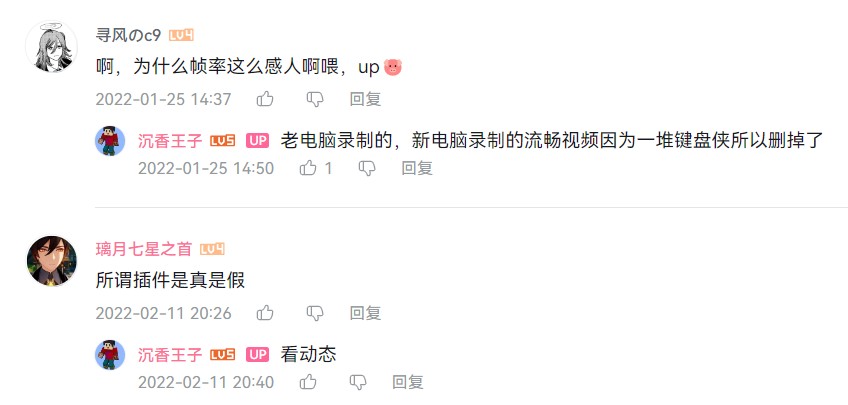 寻风のc9 LV4
啊，为什么帧率这么感人啊喂，up
2022-01-25 14:37 回复
沉香王子 LV5 UP 老电脑录制的，新电脑录制的流畅视频因为一堆键盘侠所以删掉了
2022-01-25 14:50 1 回复
璃月七星之首 LV4
所谓插件是真是假
2022-02-11 20:26 回复
沉香王子 LV5 UP 看动态
2022-02-11 20:40 回复